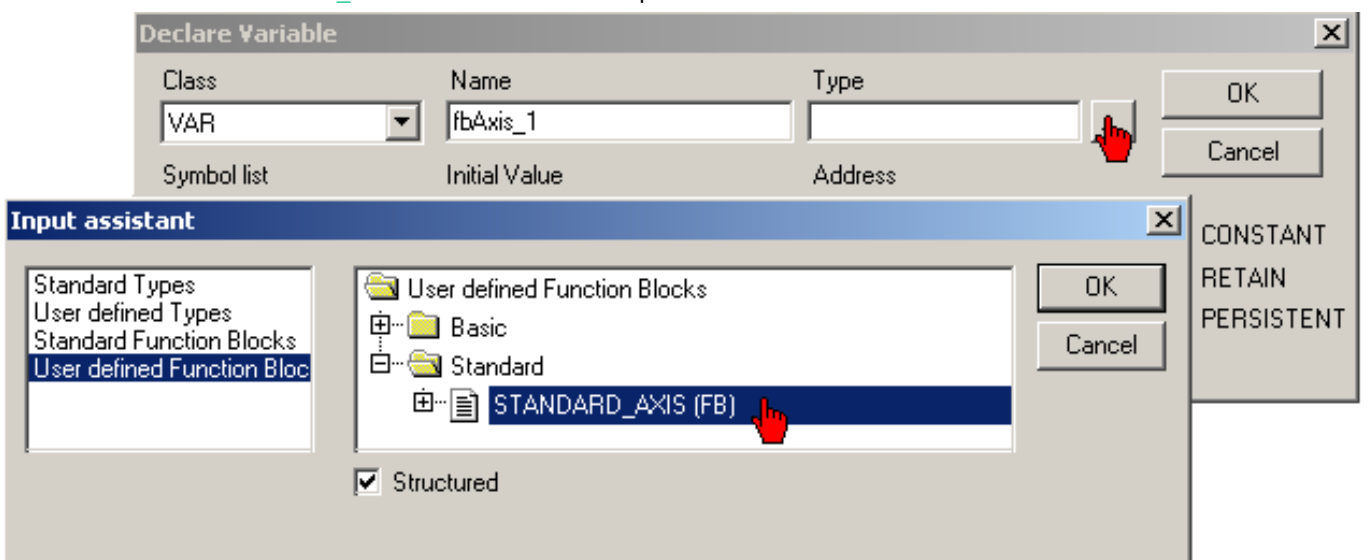 Declare Variable
Class Name Type
OK
VAR fbAxis_1
Cancel
Symbol list Initial Value Address
Input assistant
CONSTANT
RETAIN
PERSISTENT
Standard Types
User defined Types
Standard Function Blocks
User defined Function Bloc
User defined Function Blocks
Basic
Standard
STANDARD_AXIS (FB)
Structured
OK
Cancel